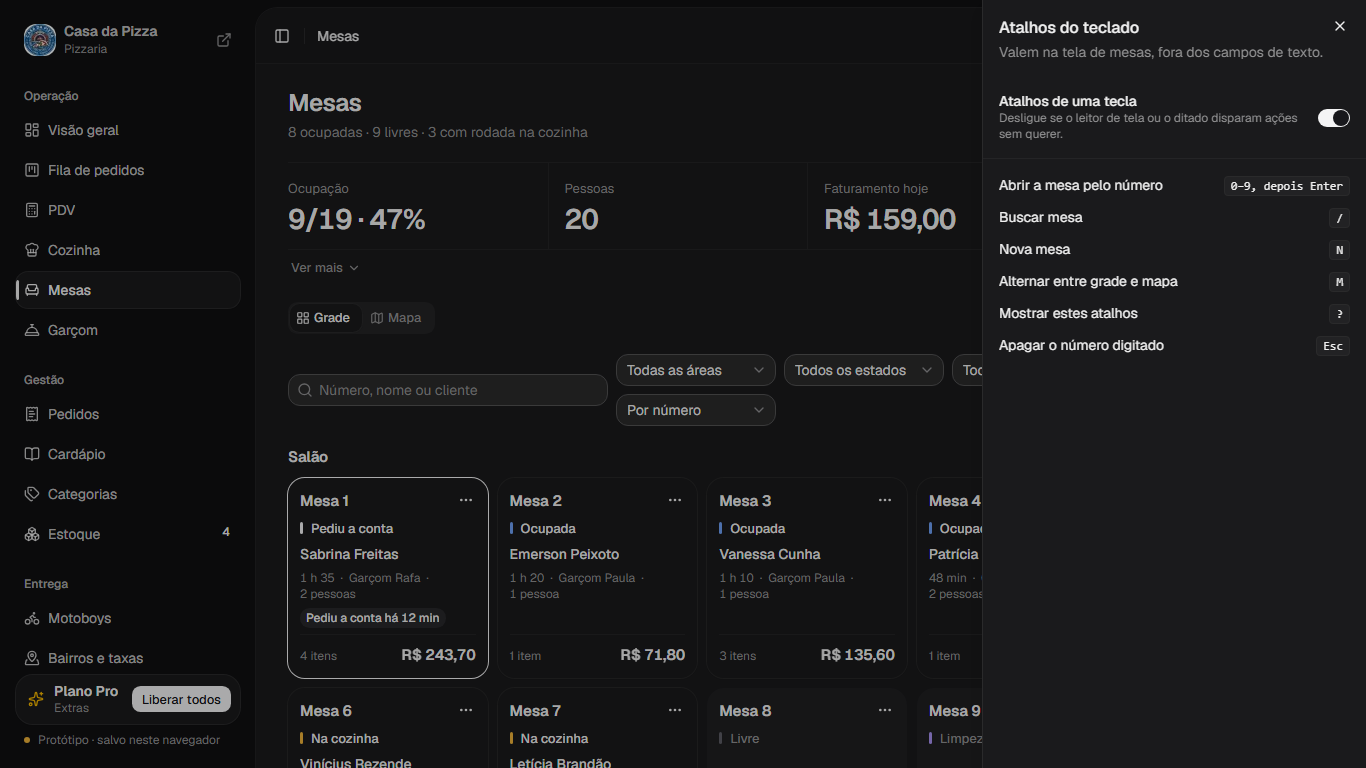 Casa da Pizza
Pizzaria
Operação
Visão geral
Fila de pedidos
PDV
Cozinha
Mesas
Garçom
Gestão
Pedidos
Cardápio
Categorias
Estoque 4
Entrega
Motoboys
Bairros e taxas
Plano Pro
Extras
Liberar todos
Protótipo · salvo neste navegador
Mesas
Mesas
8 ocupadas · 9 livres · 3 com rodada na cozinha
Ocupação
9/19 · 47%
Pessoas
20
Faturamento hoje
R$ 159,00
Ver mais
Grade Mapa
Número, nome ou cliente
Todas as áreas
Todos os estados
Por número
Salão
Mesa 1
Pediu a conta
Sabrina Freitas
1 h 35 · Garçom Rafa ·
2 pessoas
Pediu a conta há 12 min
4 itens R$ 243,70
Mesa 2
Ocupada
Emerson Peixoto
1 h 20 · Garçom Paula ·
1 pessoa
1 item R$ 71,80
Mesa 3
Ocupada
Vanessa Cunha
1 h 10 · Garçom Paula ·
1 pessoa
3 itens R$ 135,60
Mesa 4
Patrícia
48 min ·
2 pessoas
1 item
Mesa 6
Na cozinha
Vinícius Rezende
Mesa 7
Na cozinha
Letícia Brandão
Mesa 8
Livre
Mesa 9
Atalhos do teclado
Valem na tela de mesas, fora dos campos de texto.
Atalhos de uma tecla
Desligue se o leitor de tela ou o ditado disparam ações
sem querer.
Abrir a mesa pelo número 0–9, depois Enter
Buscar mesa /
Nova mesa N
Alternar entre grade e mapa M
Mostrar estes atalhos ?
Apagar o número digitado Esc